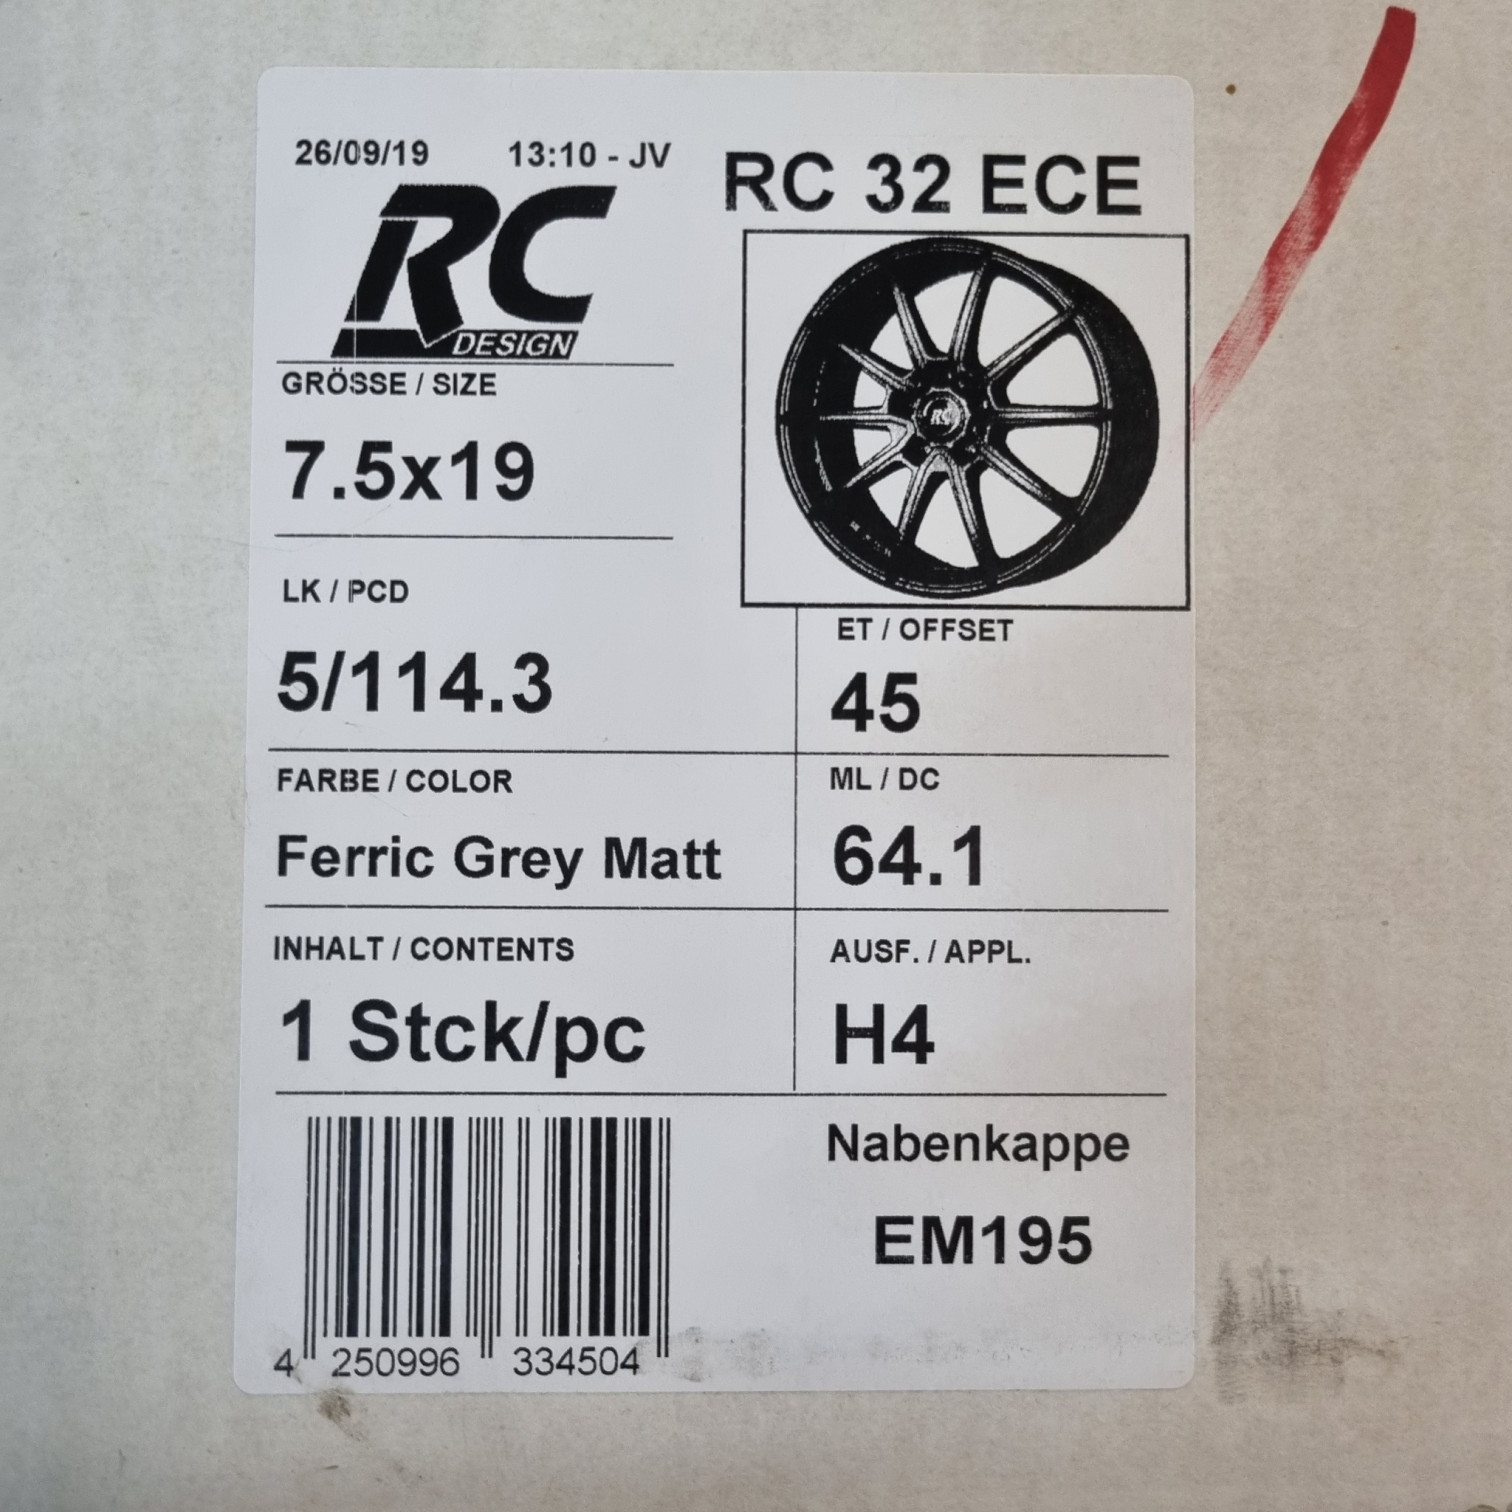 26/09/19 13:10 - JV
RC 32 ECE
RC
DESIGN
GRÖSSE / SIZE
7.5x19
RC
LK / PCD
5/114.3
ET / OFFSET
45
FARBE / COLOR
Ferric Grey Matt
ML / DC
64.1
INHALT / CONTENTS
1 Stck/pc
AUSF. / APPL.
H4
Nabenkappe
EM195
4 250996 334504